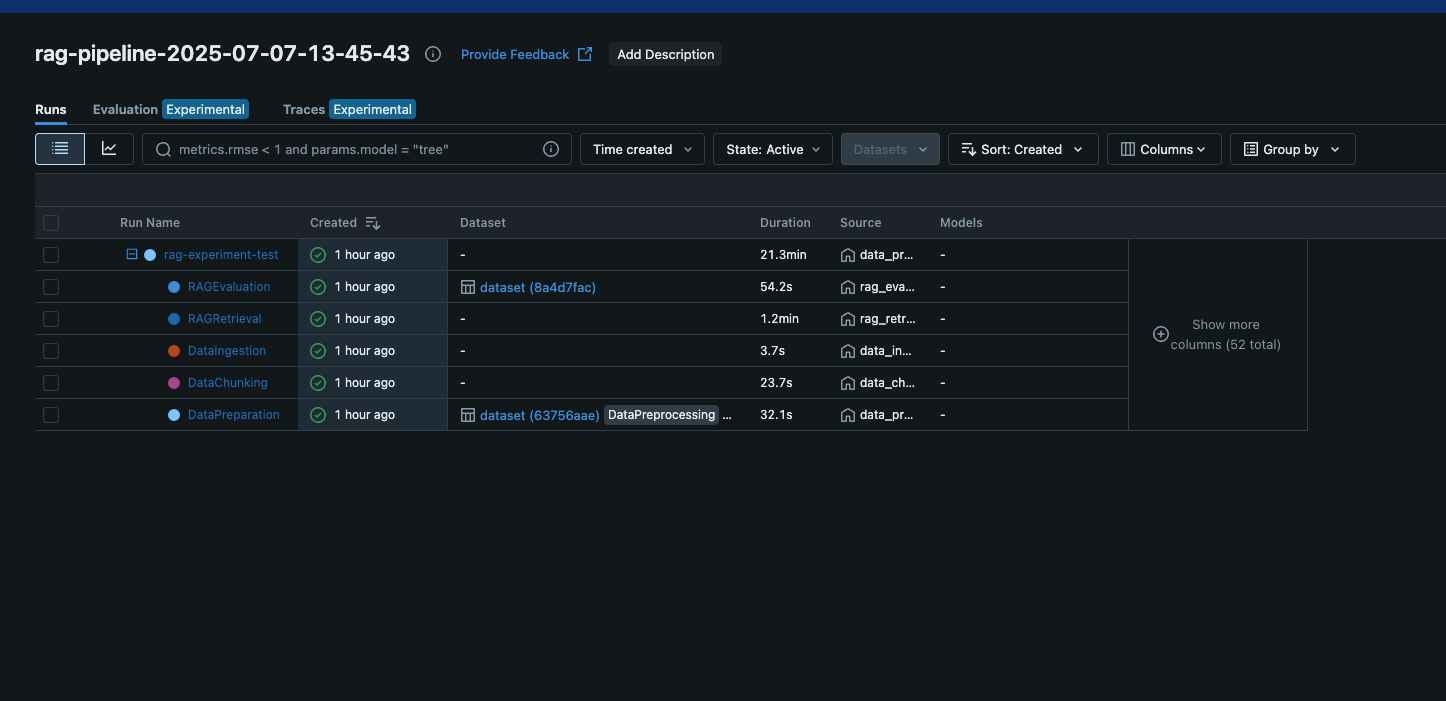 rag-pipeline-2025-07-07-13-45-43 Provide Feedback Add Description
Runs Evaluation Experimental Traces Experimental
metrics.rmse < 1 and params.model = "tree" Time created State: Active Datasets Sort: Created Columns Group by
Run Name Created Dataset Duration Source Models
rag-experiment-test 1 hour ago - 21.3min data_pr... -
RAGEvaluation 1 hour ago dataset (8a4d7fac) 54.2s rag_eva... -
RAGRetrieval 1 hour ago - 1.2min rag_retr... -
DataIngestion 1 hour ago - 3.7s data_in... -
DataChunking 1 hour ago - 23.7s data_ch... -
DataPreparation 1 hour ago dataset (63756aae) DataPreprocessing ... 32.1s data_pr... -
Show more
columns (52 total)